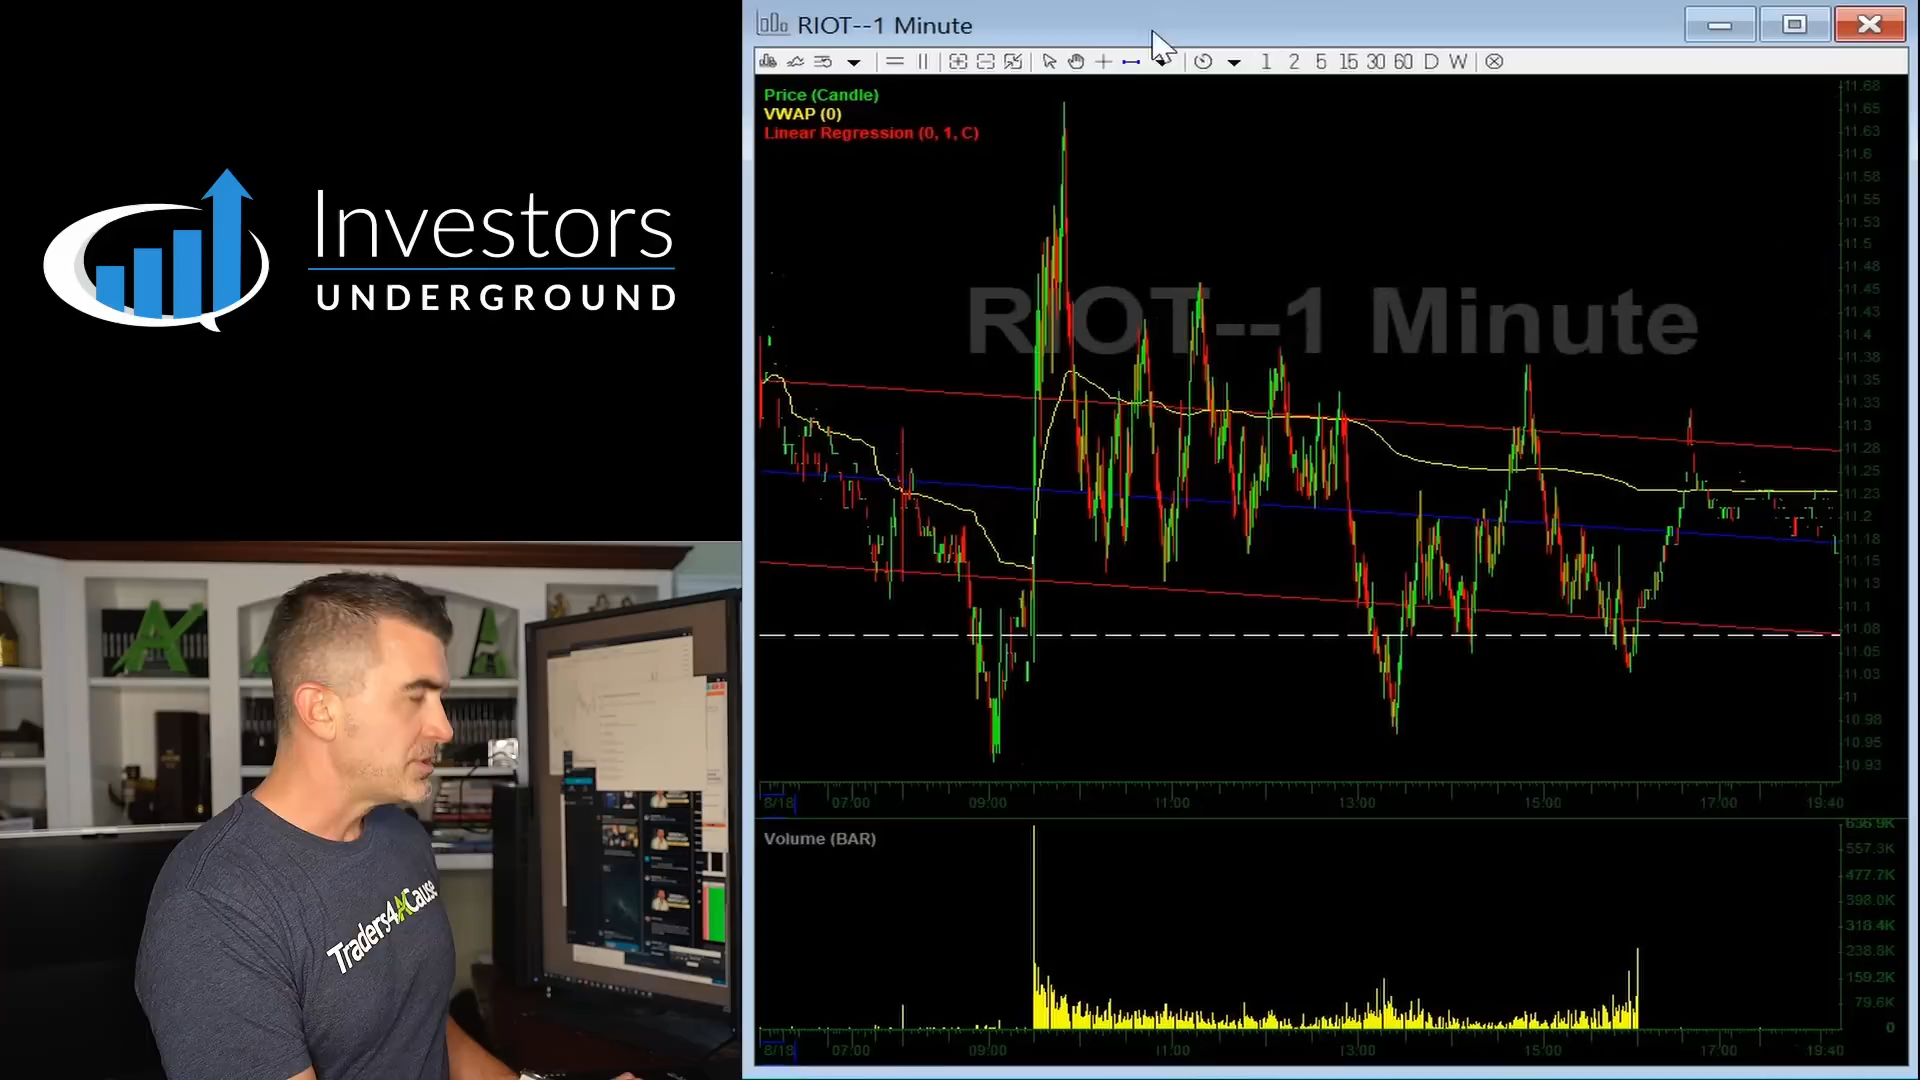 Investors
UNDERGROUND
Traders4ACause
RIOT--1 Minute
1 2 5 15 30 60 D W
Price (Candle)
VWAP (0)
Linear Regression (0, 1, C)
RIOT--1 Minute
11.68
11.65
11.63
11.6
11.58
11.55
11.53
11.5
11.48
11.45
11.43
11.4
11.38
11.35
11.33
11.3
11.28
11.25
11.23
11.2
11.18
11.15
11.13
11.1
11.08
11.05
11.03
11
10.98
10.95
10.93
8/18 07:00 09:00 11:00 13:00 15:00 17:00 19:40
Volume (BAR)
557.3K
477.7K
398.0K
318.4K
238.8K
159.2K
79.6K
0
8/18 07:00 09:00 11:00 13:00 15:00 17:00 19:40